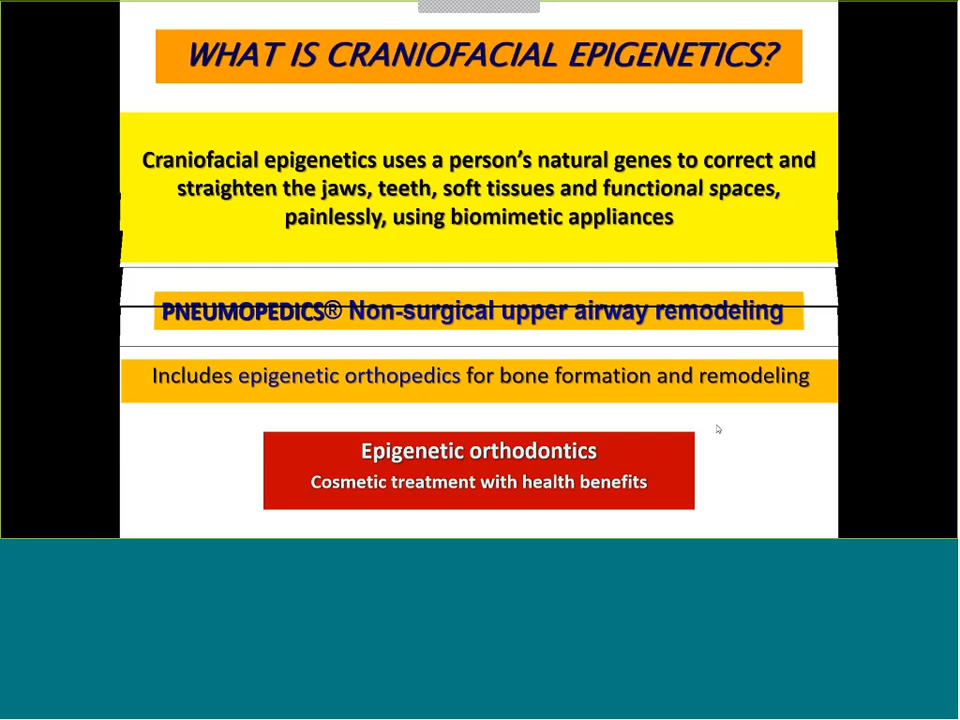 WHAT IS CRANIOFACIAL EPIGENETICS?
Craniofacial epigenetics uses a person’s natural genes to correct and
straighten the jaws, teeth, soft tissues and functional spaces,
painlessly, using biomimetic appliances
PNEUMOPEDICS® Non-surgical upper airway remodeling
Includes epigenetic orthopedics for bone formation and remodeling
Epigenetic orthodontics
Cosmetic treatment with health benefits